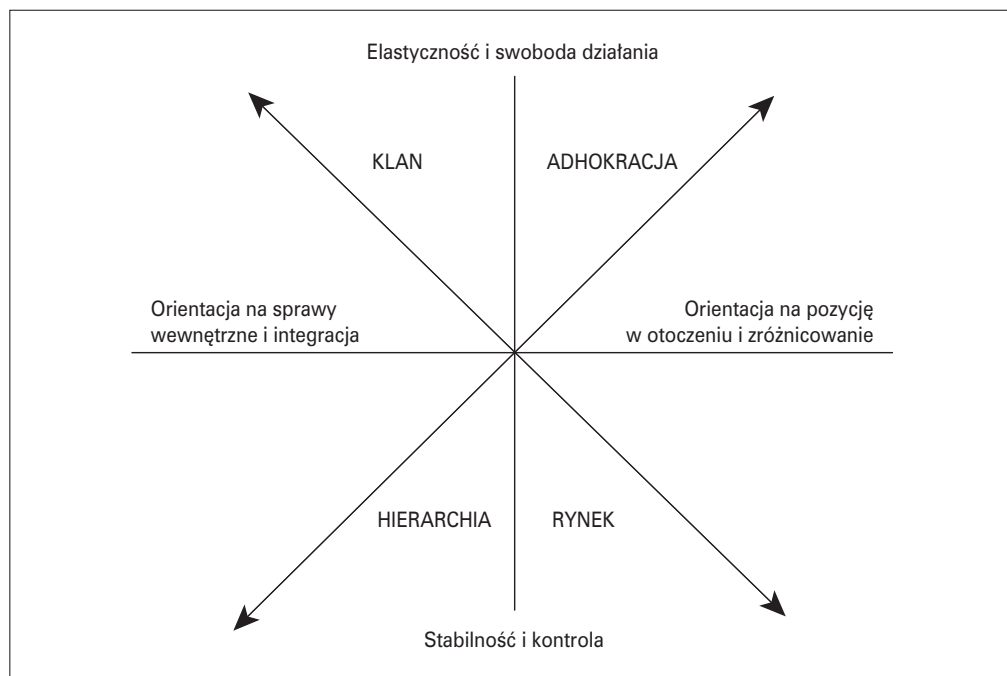 Elastyczność i swoboda działania
KLAN
ADHOKRACJA
Orientacja na sprawy
wewnętrzne i integracja
Orientacja na pozycję
w otoczeniu i zróżnicowanie
HIERARCHIA
RYNEK
Stabilność i kontrola